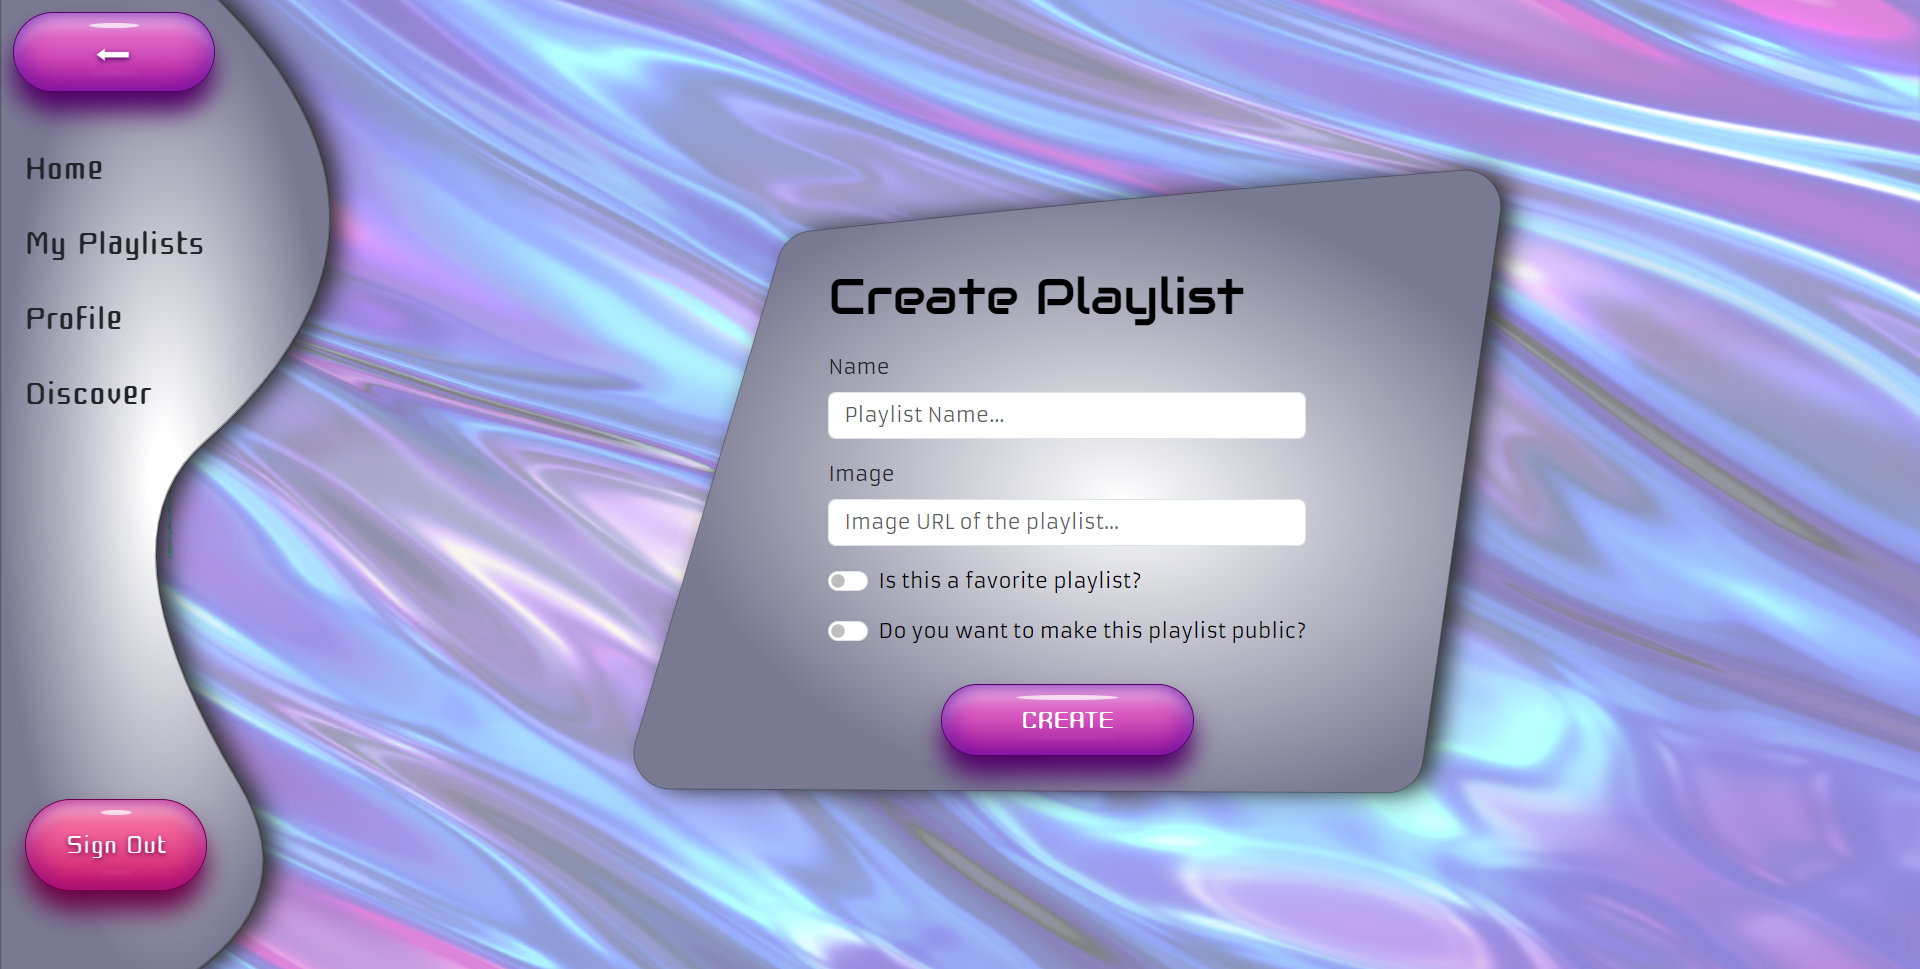 Home
My Playlists
Profile
Discover
Sign Out
Create Playlist
Name
Playlist Name...
Image
Image URL of the playlist...
Is this a favorite playlist?
Do you want to make this playlist public?
CREATE